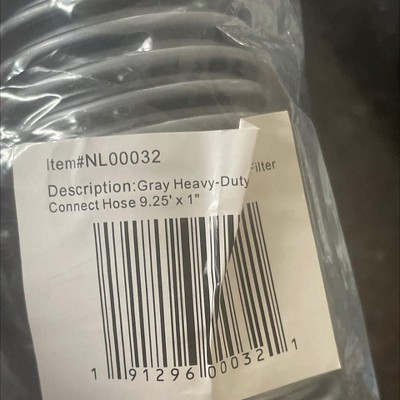 Item#NL00032
Description:Gray Heavy-Duty Filter
Connect Hose 9.25' x 1"
1 91296 00032 1